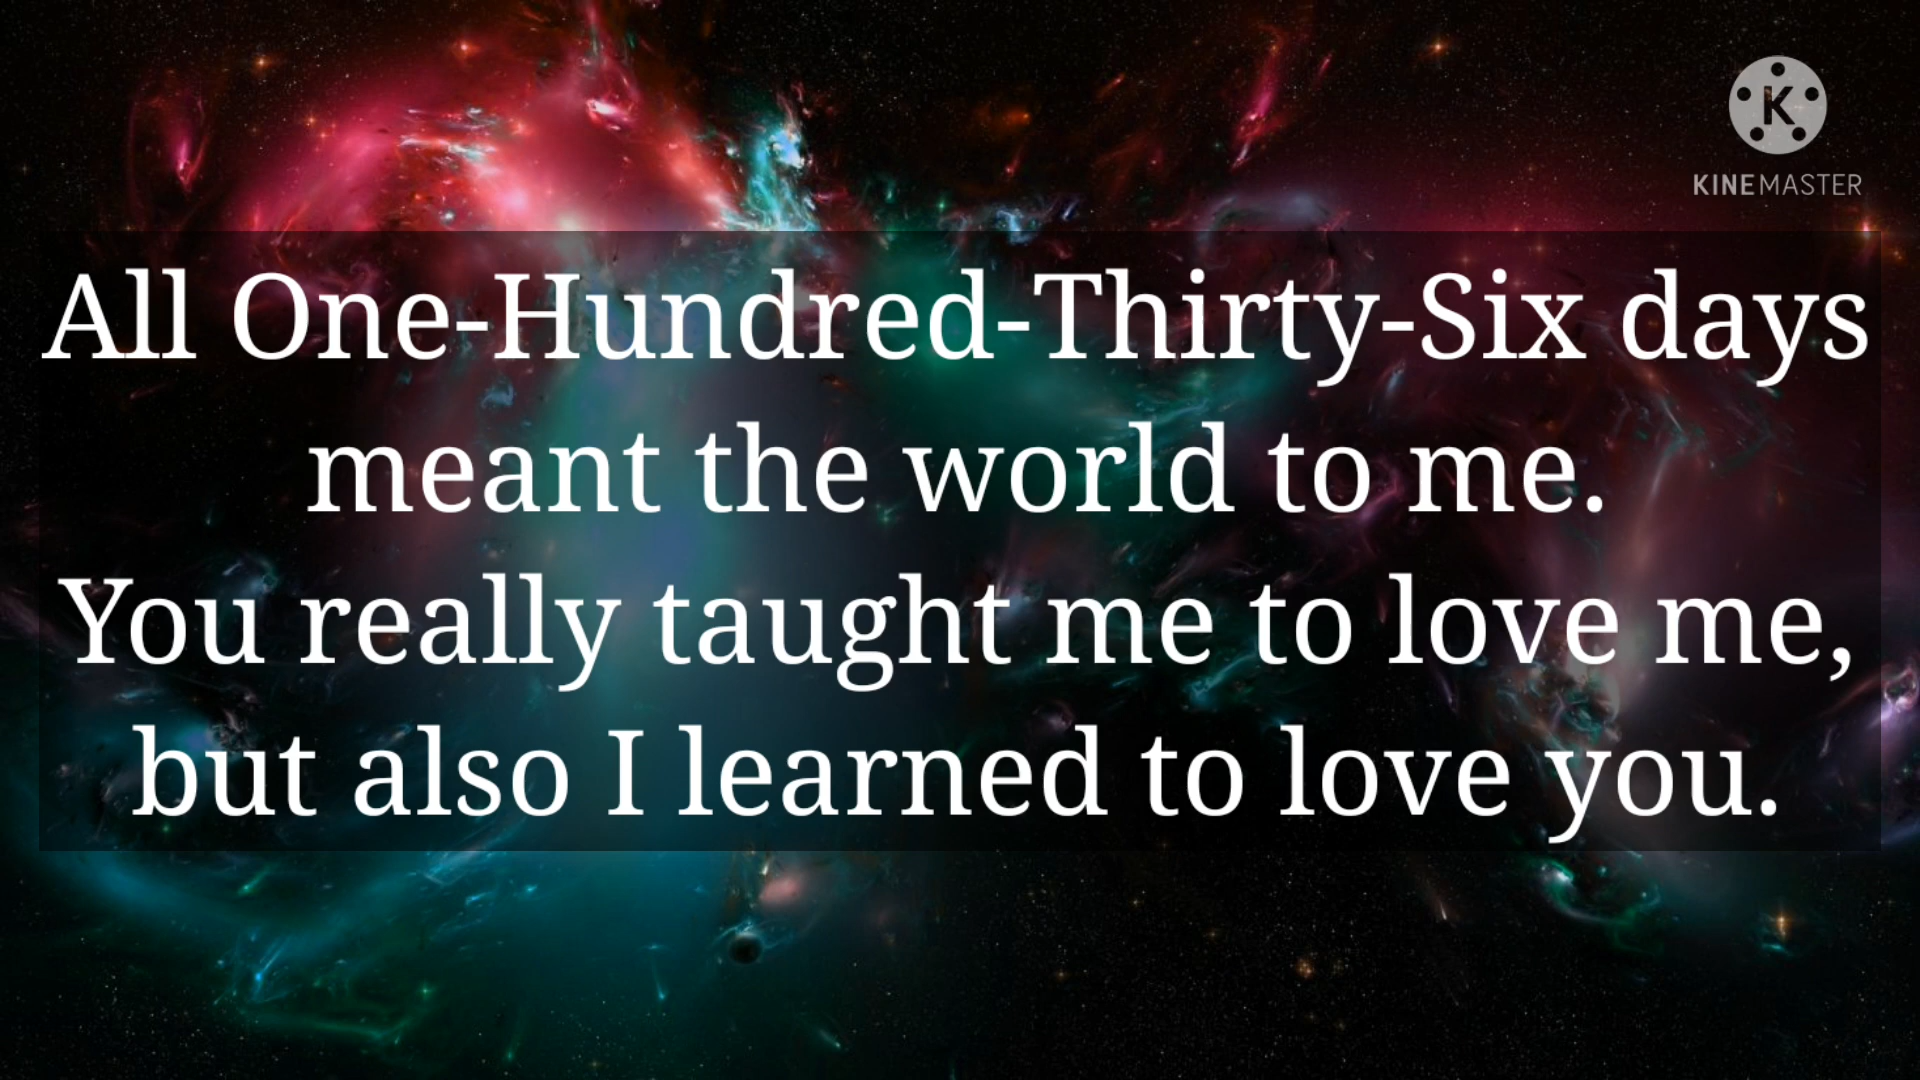 K
KINEMASTER
All One-Hundred-Thirty-Six days
meant the world to me.
You really taught me to love me,
but also I learned to love you.